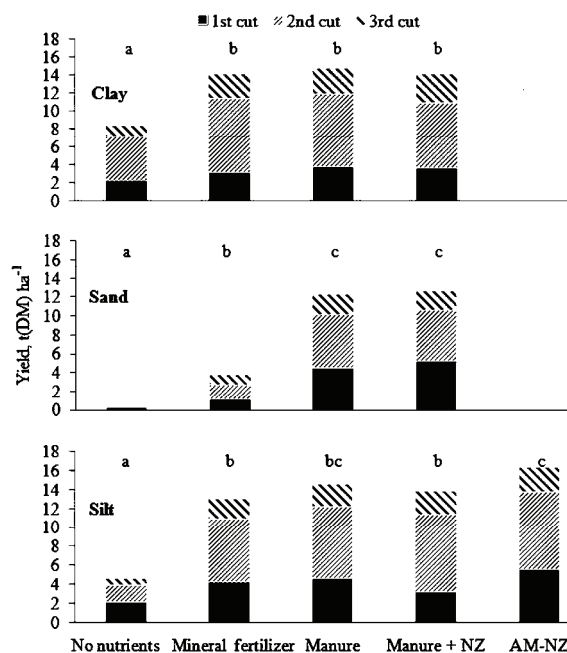 ■ 1st cut 2nd cut 3rd cut
18 a b b b
16
14
12 Clay
10
8
6
4
2
0
18 a b c c
16
14
12 Sand
10
8
6
4
2
0
Yield, t(DM) ha⁻¹
18 a b bc b c
16
14
12 Silt
10
8
6
4
2
0
No nutrients Mineral fertilizer Manure Manure + NZ AM-NZ